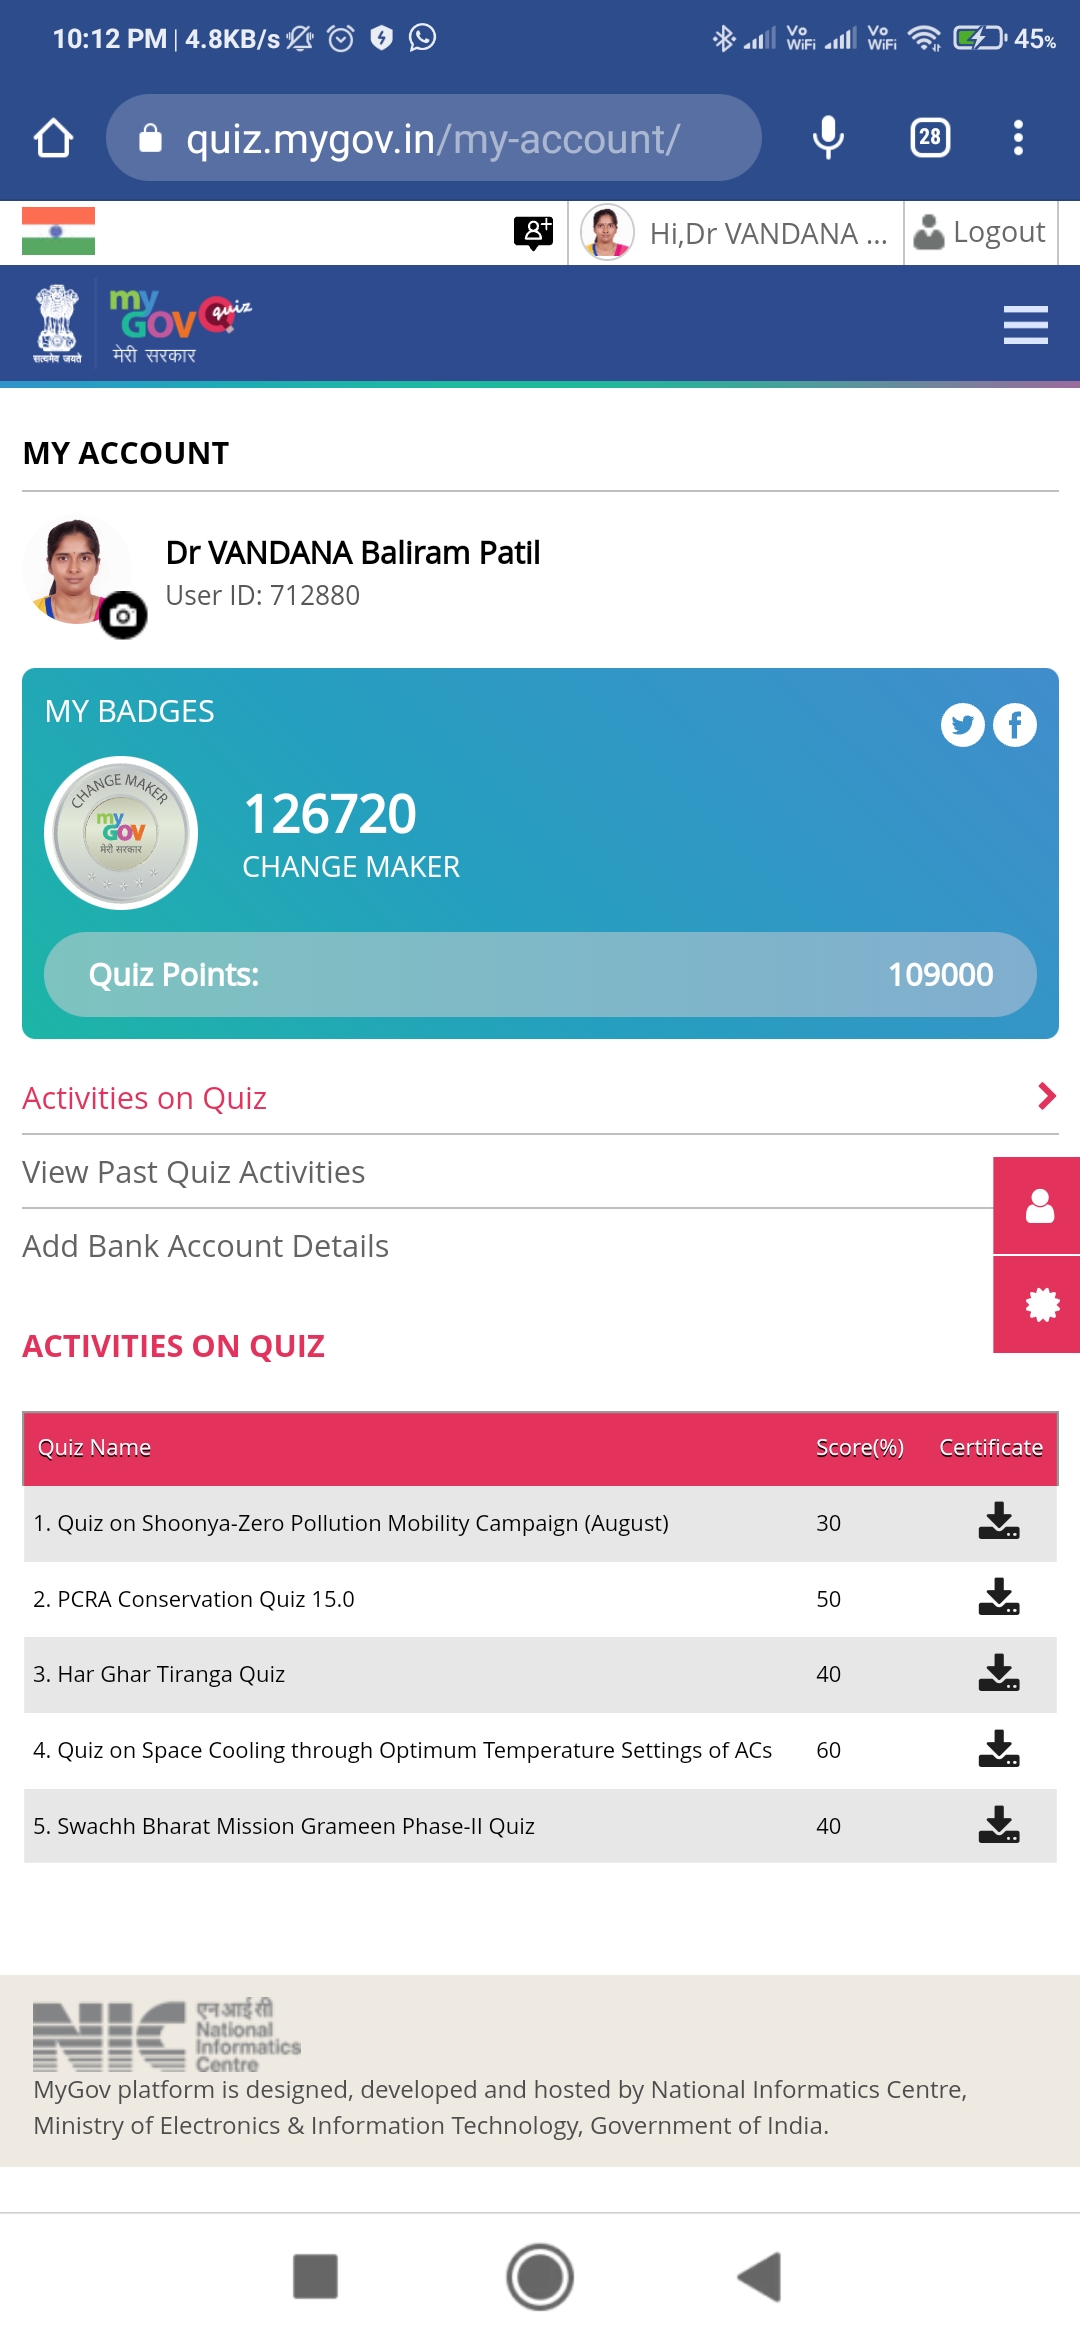 10:12 PM | 4.8KB/s
Vo WiFi Vo WiFi 45%
quiz.mygov.in/my-account/
28
Hi,Dr VANDANA ...
Logout
सत्यमेव जयते
my GOV quiz
मेरी सरकार
MY ACCOUNT
Dr VANDANA Baliram Patil
User ID: 712880
MY BADGES
CHANGE MAKER
my GOV
मेरी सरकार
126720
CHANGE MAKER
Quiz Points: 109000
Activities on Quiz
View Past Quiz Activities
Add Bank Account Details
ACTIVITIES ON QUIZ
Quiz Name Score(%) Certificate
1. Quiz on Shoonya-Zero Pollution Mobility Campaign (August) 30
2. PCRA Conservation Quiz 15.0 50
3. Har Ghar Tiranga Quiz 40
4. Quiz on Space Cooling through Optimum Temperature Settings of ACs 60
5. Swachh Bharat Mission Grameen Phase-II Quiz 40
NIC
एनआईसी
National
Informatics
Centre
MyGov platform is designed, developed and hosted by National Informatics Centre,
Ministry of Electronics & Information Technology, Government of India.